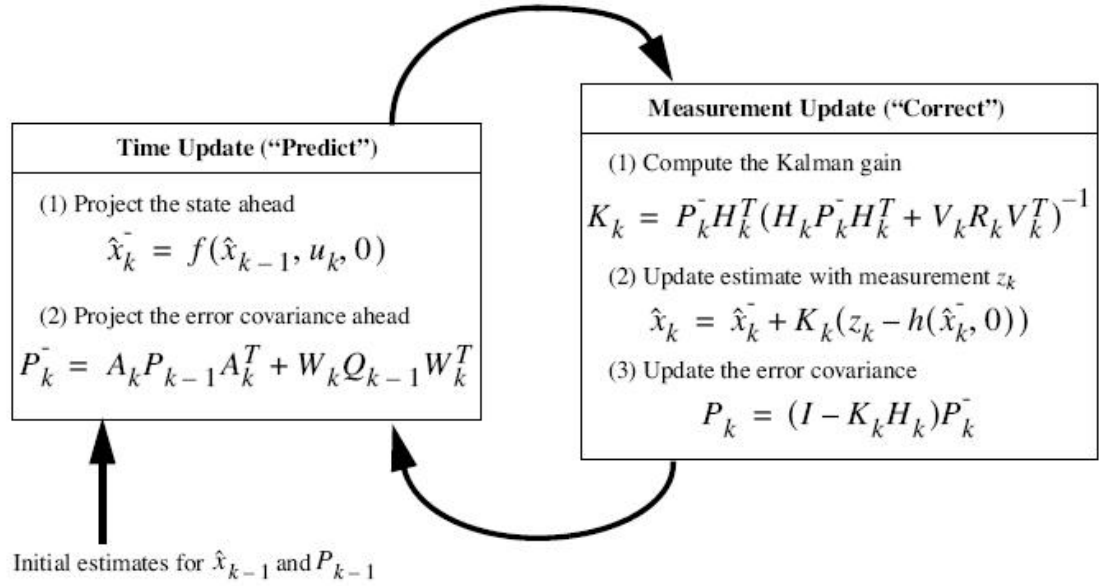 Time Update (“Predict”)
(1) Project the state ahead
x̂ₖ⁻ = f(x̂ₖ₋₁, uₖ, 0)
(2) Project the error covariance ahead
Pₖ⁻ = AₖPₖ₋₁Aₖᵀ + WₖQₖ₋₁Wₖᵀ
Initial estimates for x̂ₖ₋₁ and Pₖ₋₁
Measurement Update (“Correct”)
(1) Compute the Kalman gain
Kₖ = Pₖ⁻Hₖᵀ(HₖPₖ⁻Hₖᵀ + VₖRₖVₖᵀ)⁻¹
(2) Update estimate with measurement zₖ
x̂ₖ = x̂ₖ⁻ + Kₖ(zₖ – h(x̂ₖ⁻, 0))
(3) Update the error covariance
Pₖ = (I – KₖHₖ)Pₖ⁻